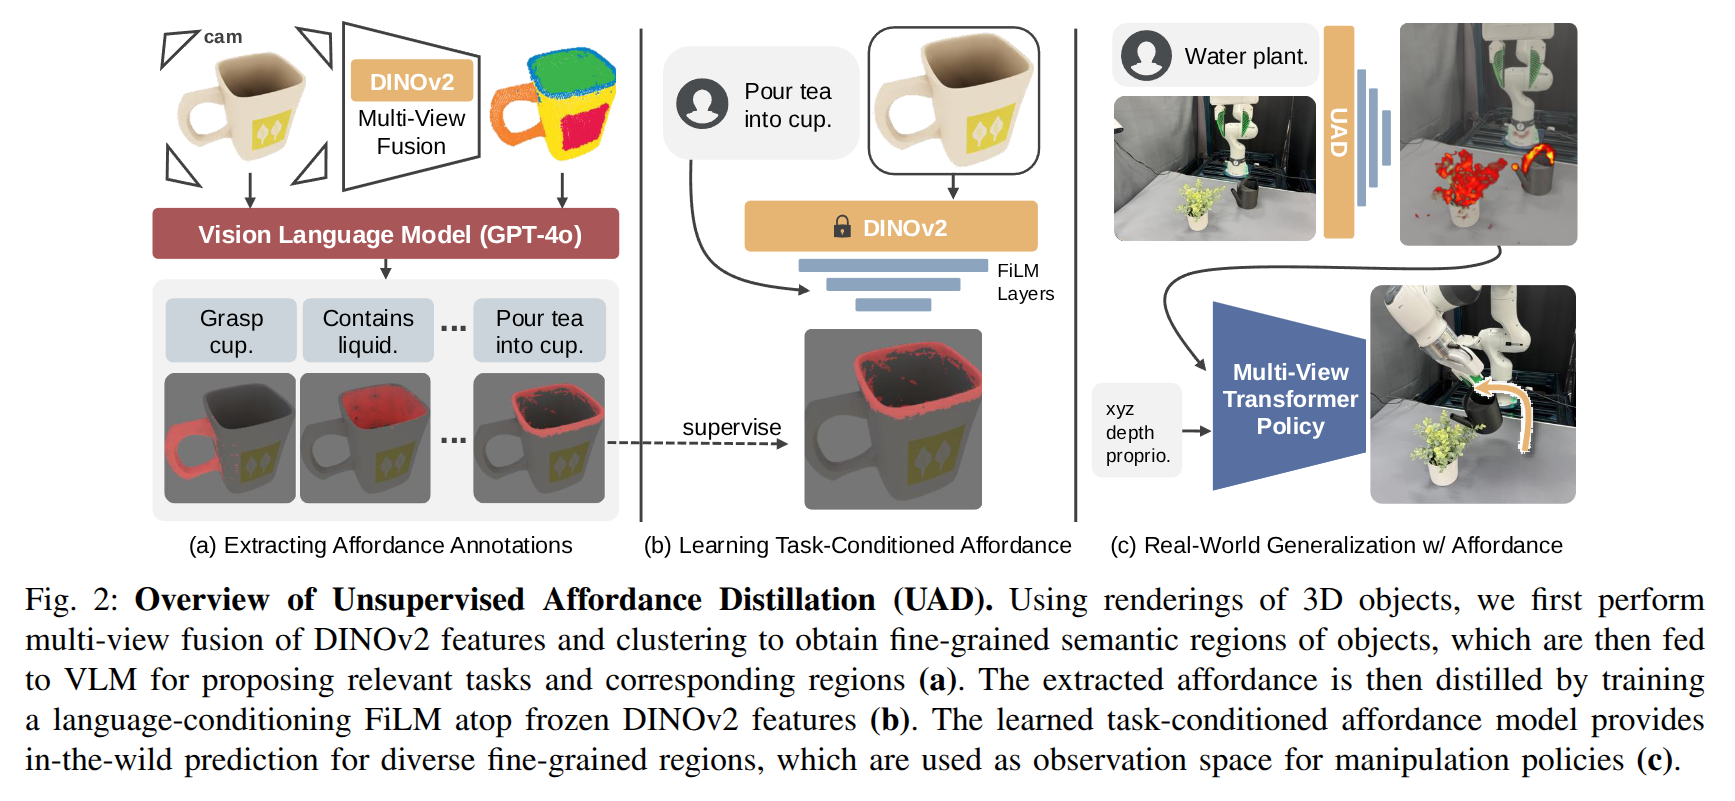 cam
DINOv2
Multi-View
Fusion
Vision Language Model (GPT-4o)
Grasp
cup.
Contains
liquid.
...
Pour tea
into cup.
...
(a) Extracting Affordance Annotations
Pour tea
into cup.
DINOv2
FiLM
Layers
supervise
(b) Learning Task-Conditioned Affordance
Water plant.
UAD
xyz
depth
proprio.
Multi-View
Transformer
Policy
(c) Real-World Generalization w/ Affordance
Fig. 2: Overview of Unsupervised Affordance Distillation (UAD). Using renderings of 3D objects, we first perform
multi-view fusion of DINOv2 features and clustering to obtain fine-grained semantic regions of objects, which are then fed
to VLM for proposing relevant tasks and corresponding regions (a). The extracted affordance is then distilled by training
a language-conditioning FiLM atop frozen DINOv2 features (b). The learned task-conditioned affordance model provides
in-the-wild prediction for diverse fine-grained regions, which are used as observation space for manipulation policies (c).